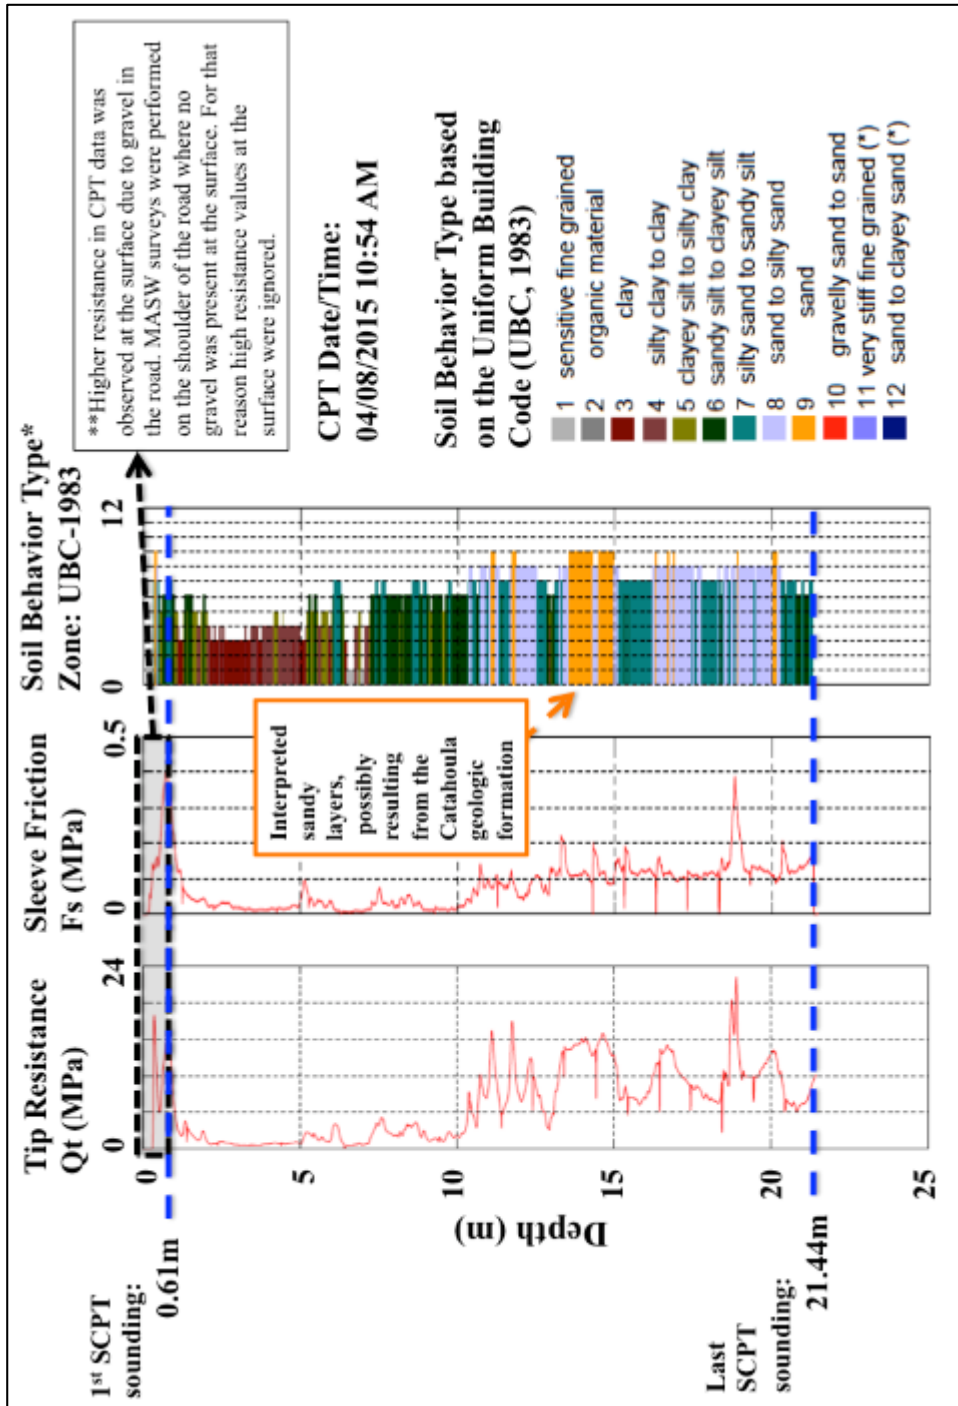 Tip Resistance
Qt (MPa)
0
24
Sleve Friction
Fs (MPa)
0
0.5
Soil Behavior Type*
Zone: UBC-1983
0
12
**Higher resistance in CPT data was
observed at the surface due to gravel in
the road. MASW surveys were performed
on the shoulder of the road where no
gravel was present at the surface. For that
reason high resistance values at the
surface were ignored.
1st SCPT
sounding:
0.61m
0
5
10
15
20
25
Depth (m)
Last
SCPT
sounding:
21.44m
Interpreted
sandy
layers,
possibly
resulting
from the
Catahoula
geologic
formation
CPT Date/Time:
04/08/2015 10:54 AM
Soil Behavior Type based
on the Uniform Building
Code (UBC, 1983)
1 sensitive fine grained
2 organic material
3 clay
4 silty clay to clay
5 clayey silt to silty clay
6 sandy silt to clayey silt
7 silty sand to sandy silt
8 sand to silty sand
9 sand
10 gravelly sand to sand
11 very stiff fine grained (*)
12 sand to clayey sand (*)